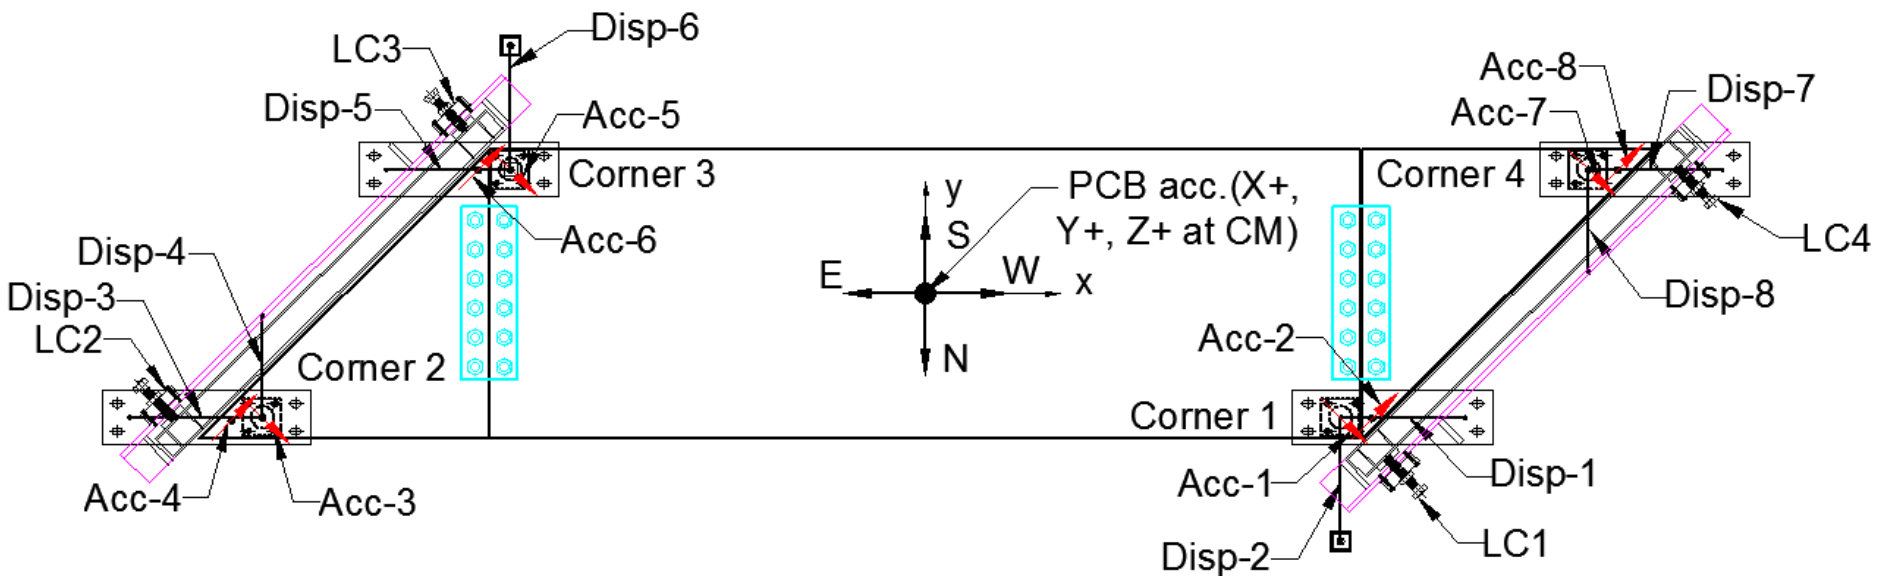 Disp-6
LC3
Acc-8
Disp-7
Disp-5
Acc-5
Acc-7
Corner 3
Corner 4
PCB acc.(X+,
Y+, Z+ at CM)
y
S
Acc-6
LC4
Disp-4
E
W
x
Disp-3
Disp-8
LC2
Acc-2
N
Corner 2
Corner 1
Acc-4
Acc-3
Acc-1
Disp-1
Disp-2
LC1